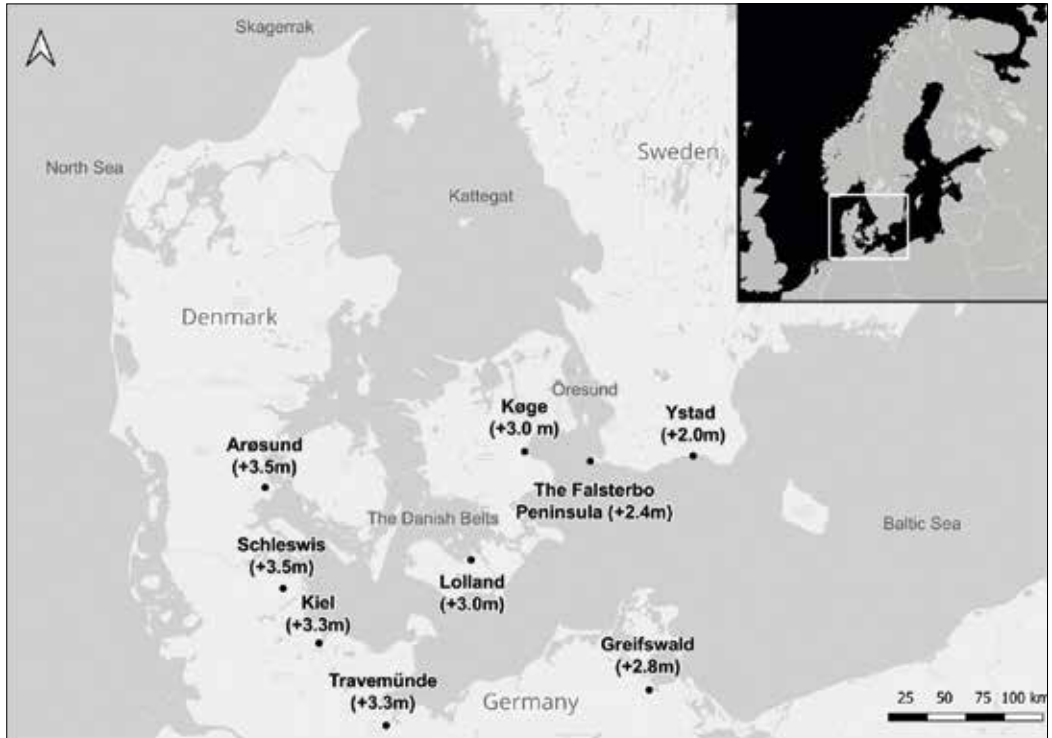 Skagerrak
North Sea
Sweden
Kattegat
Denmark
Öresund
Køge
(+3.0 m)
Ystad
(+2.0m)
Arøsund
(+3.5m)
The Falsterbo
Peninsula (+2.4m)
The Danish Belts
Baltic Sea
Schleswis
(+3.5m)
Lolland
(+3.0m)
Kiel
(+3.3m)
Greifswald
(+2.8m)
Travemünde
(+3.3m)
Germany
25 50 75 100 km